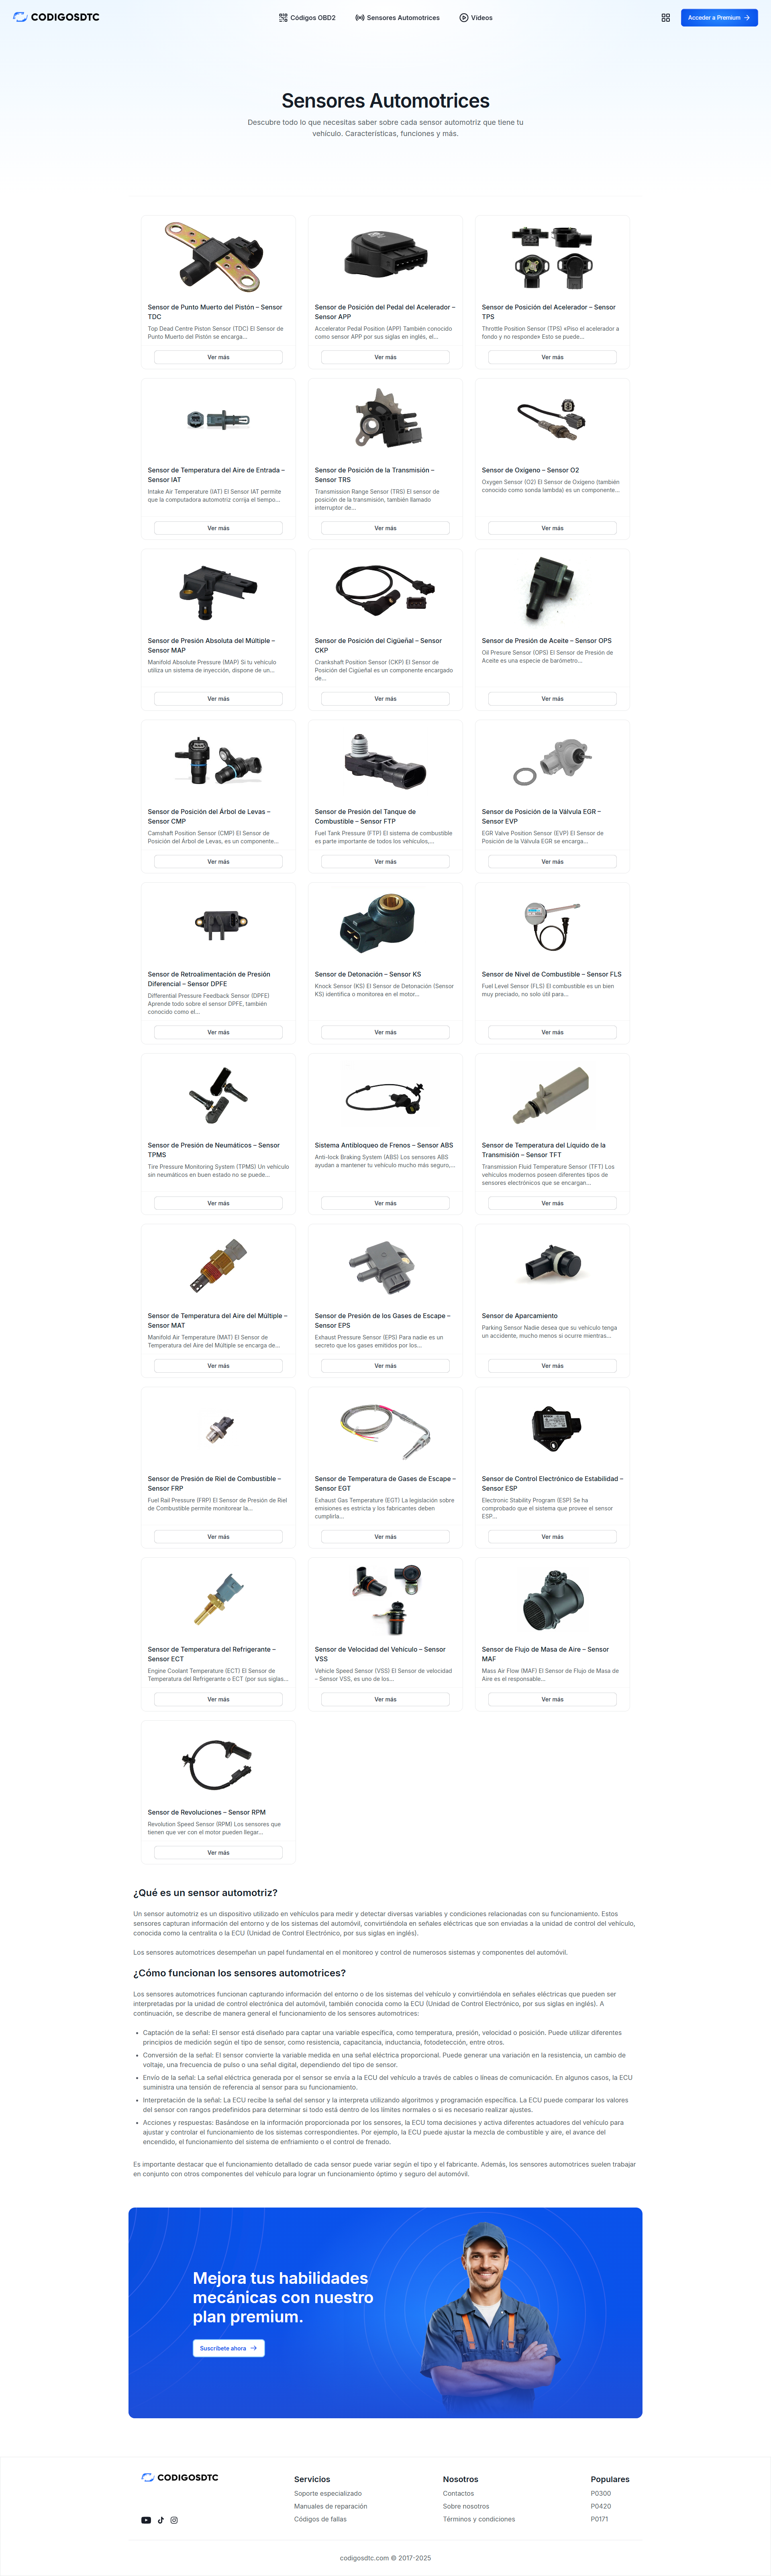 CODIGOSDTC
Códigos OBD2
Sensores Automotrices
Vídeos
Acceder a Premium
Sensores Automotrices
Descubre todo lo que necesitas saber sobre cada sensor automotriz que tiene tu
vehículo. Características, funciones y más.
Sensor de Punto Muerto del Pistón – Sensor
TDC
Top Dead Centre Piston Sensor (TDC) El Sensor de
Punto Muerto del Pistón se encarga...
Ver más
Sensor de Posición del Pedal del Acelerador –
Sensor APP
Accelerator Pedal Position (APP) También conocido
como sensor APP por sus siglas en inglés, el...
Ver más
Sensor de Posición del Acelerador – Sensor
TPS
Throttle Position Sensor (TPS) «Piso el acelerador a
fondo y no responde» Esto se puede...
Ver más
Sensor de Temperatura del Aire de Entrada –
Sensor IAT
Intake Air Temperature (IAT) El Sensor IAT permite
que la computadora automotriz corrija el tiempo...
Ver más
Sensor de Posición de la Transmisión –
Sensor TRS
Transmission Range Sensor (TRS) El sensor de
posición de la transmisión, también llamado
interruptor de...
Ver más
Sensor de Oxígeno – Sensor O2
Oxygen Sensor (O2) El Sensor de Oxígeno (también
conocido como sonda lambda) es un componente...
Ver más
Sensor de Presión Absoluta del Múltiple –
Sensor MAP
Manifold Absolute Pressure (MAP) Si tu vehículo
utiliza un sistema de inyección, dispone de un...
Ver más
Sensor de Posición del Cigüeñal – Sensor
CKP
Crankshaft Position Sensor (CKP) El Sensor de
Posición del Cigüeñal es un componente encargado
de...
Ver más
Sensor de Presión de Aceite – Sensor OPS
Oil Presure Sensor (OPS) El Sensor de Presión de
Aceite es una especie de barómetro...
Ver más
Sensor de Posición del Árbol de Levas –
Sensor CMP
Camshaft Position Sensor (CMP) El Sensor de
Posición del Árbol de Levas, es un componente...
Ver más
Sensor de Presión del Tanque de
Combustible – Sensor FTP
Fuel Tank Pressure (FTP) El sistema de combustible
es parte importante de todos los vehículos,...
Ver más
Sensor de Posición de la Válvula EGR –
Sensor EVP
EGR Valve Position Sensor (EVP) El Sensor de
Posición de la Válvula EGR se encarga...
Ver más
Sensor de Retroalimentación de Presión
Diferencial – Sensor DPFE
Differential Pressure Feedback Sensor (DPFE)
Aprende todo sobre el sensor DPFE, también
conocido como el...
Ver más
Sensor de Detonación – Sensor KS
Knock Sensor (KS) El Sensor de Detonación (Sensor
KS) identifica o monitorea en el motor...
Ver más
Sensor de Nivel de Combustible – Sensor FLS
Fuel Level Sensor (FLS) El combustible es un bien
muy preciado, no solo útil para...
Ver más
Sensor de Presión de Neumáticos – Sensor
TPMS
Tire Pressure Monitoring System (TPMS) Un vehículo
sin neumáticos en buen estado no se puede...
Ver más
Sistema Antibloqueo de Frenos – Sensor ABS
Anti-lock Braking System (ABS) Los sensores ABS
ayudan a mantener tu vehículo mucho más seguro,...
Ver más
Sensor de Temperatura del Líquido de la
Transmisión – Sensor TFT
Transmission Fluid Temperature Sensor (TFT) Los
vehículos modernos poseen diferentes tipos de
sensores electrónicos que se encargan...
Ver más
Sensor de Temperatura del Aire del Múltiple –
Sensor MAT
Manifold Air Temperature (MAT) El Sensor de
Temperatura del Aire del Múltiple se encarga de...
Ver más
Sensor de Presión de los Gases de Escape –
Sensor EPS
Exhaust Pressure Sensor (EPS) Para nadie es un
secreto que los gases emitidos por los...
Ver más
Sensor de Aparcamiento
Parking Sensor Nadie desea que su vehículo tenga
un accidente, mucho menos si ocurre mientras...
Ver más
Sensor de Presión de Riel de Combustible –
Sensor FRP
Fuel Rail Pressure (FRP) El Sensor de Presión de Riel
de Combustible permite monitorear la...
Ver más
Sensor de Temperatura de Gases de Escape –
Sensor EGT
Exhaust Gas Temperature (EGT) La legislación sobre
emisiones es estricta y los fabricantes deben
cumplirla...
Ver más
Sensor de Control Electrónico de Estabilidad –
Sensor ESP
Electronic Stability Program (ESP) Se ha
comprobado que el sistema que provee el sensor
ESP...
Ver más
Sensor de Temperatura del Refrigerante –
Sensor ECT
Engine Coolant Temperature (ECT) El Sensor de
Temperatura del Refrigerante o ECT (por sus siglas...
Ver más
Sensor de Velocidad del Vehículo – Sensor
VSS
Vehicle Speed Sensor (VSS) El Sensor de velocidad
– Sensor VSS, es uno de los...
Ver más
Sensor de Flujo de Masa de Aire – Sensor
MAF
Mass Air Flow (MAF) El Sensor de Flujo de Masa de
Aire es el responsable...
Ver más
Sensor de Revoluciones – Sensor RPM
Revolution Speed Sensor (RPM) Los sensores que
tienen que ver con el motor pueden llegar...
Ver más
¿Qué es un sensor automotriz?
Un sensor automotriz es un dispositivo utilizado en vehículos para medir y detectar diversas variables y condiciones relacionadas con su funcionamiento. Estos
sensores capturan información del entorno y de los sistemas del automóvil, convirtiéndola en señales eléctricas que son enviadas a la unidad de control del vehículo,
conocida como la centralita o la ECU (Unidad de Control Electrónico, por sus siglas en inglés).
Los sensores automotrices desempeñan un papel fundamental en el monitoreo y control de numerosos sistemas y componentes del automóvil.
¿Cómo funcionan los sensores automotrices?
Los sensores automotrices funcionan capturando información del entorno o de los sistemas del vehículo y convirtiéndola en señales eléctricas que pueden ser
interpretadas por la unidad de control electrónica del automóvil, también conocida como la ECU (Unidad de Control Electrónico, por sus siglas en inglés). A
continuación, se describe de manera general el funcionamiento de los sensores automotrices:
• Captación de la señal: El sensor está diseñado para captar una variable específica, como temperatura, presión, velocidad o posición. Puede utilizar diferentes
principios de medición según el tipo de sensor, como resistencia, capacitancia, inductancia, fotodetección, entre otros.
• Conversión de la señal: El sensor convierte la variable medida en una señal eléctrica proporcional. Puede generar una variación en la resistencia, un cambio de
voltaje, una frecuencia de pulso o una señal digital, dependiendo del tipo de sensor.
• Envío de la señal: La señal eléctrica generada por el sensor se envía a la ECU del vehículo a través de cables o líneas de comunicación. En algunos casos, la ECU
suministra una tensión de referencia al sensor para su funcionamiento.
• Interpretación de la señal: La ECU recibe la señal del sensor y la interpreta utilizando algoritmos y programación específica. La ECU puede comparar los valores
del sensor con rangos predefinidos para determinar si todo está dentro de los límites normales o si es necesario realizar ajustes.
• Acciones y respuestas: Basándose en la información proporcionada por los sensores, la ECU toma decisiones y activa diferentes actuadores del vehículo para
ajustar y controlar el funcionamiento de los sistemas correspondientes. Por ejemplo, la ECU puede ajustar la mezcla de combustible y aire, el avance del
encendido, el funcionamiento del sistema de enfriamiento o el control de frenado.
Es importante destacar que el funcionamiento detallado de cada sensor puede variar según el tipo y el fabricante. Además, los sensores automotrices suelen trabajar
en conjunto con otros componentes del vehículo para lograr un funcionamiento óptimo y seguro del automóvil.
Mejora tus habilidades
mecánicas con nuestro
plan premium.
Suscríbete ahora
CODIGOSDTC
Servicios
Soporte especializado
Manuales de reparación
Códigos de fallas
Nosotros
Contactos
Sobre nosotros
Términos y condiciones
Populares
P0300
P0420
P0171
codigosdtc.com © 2017-2025